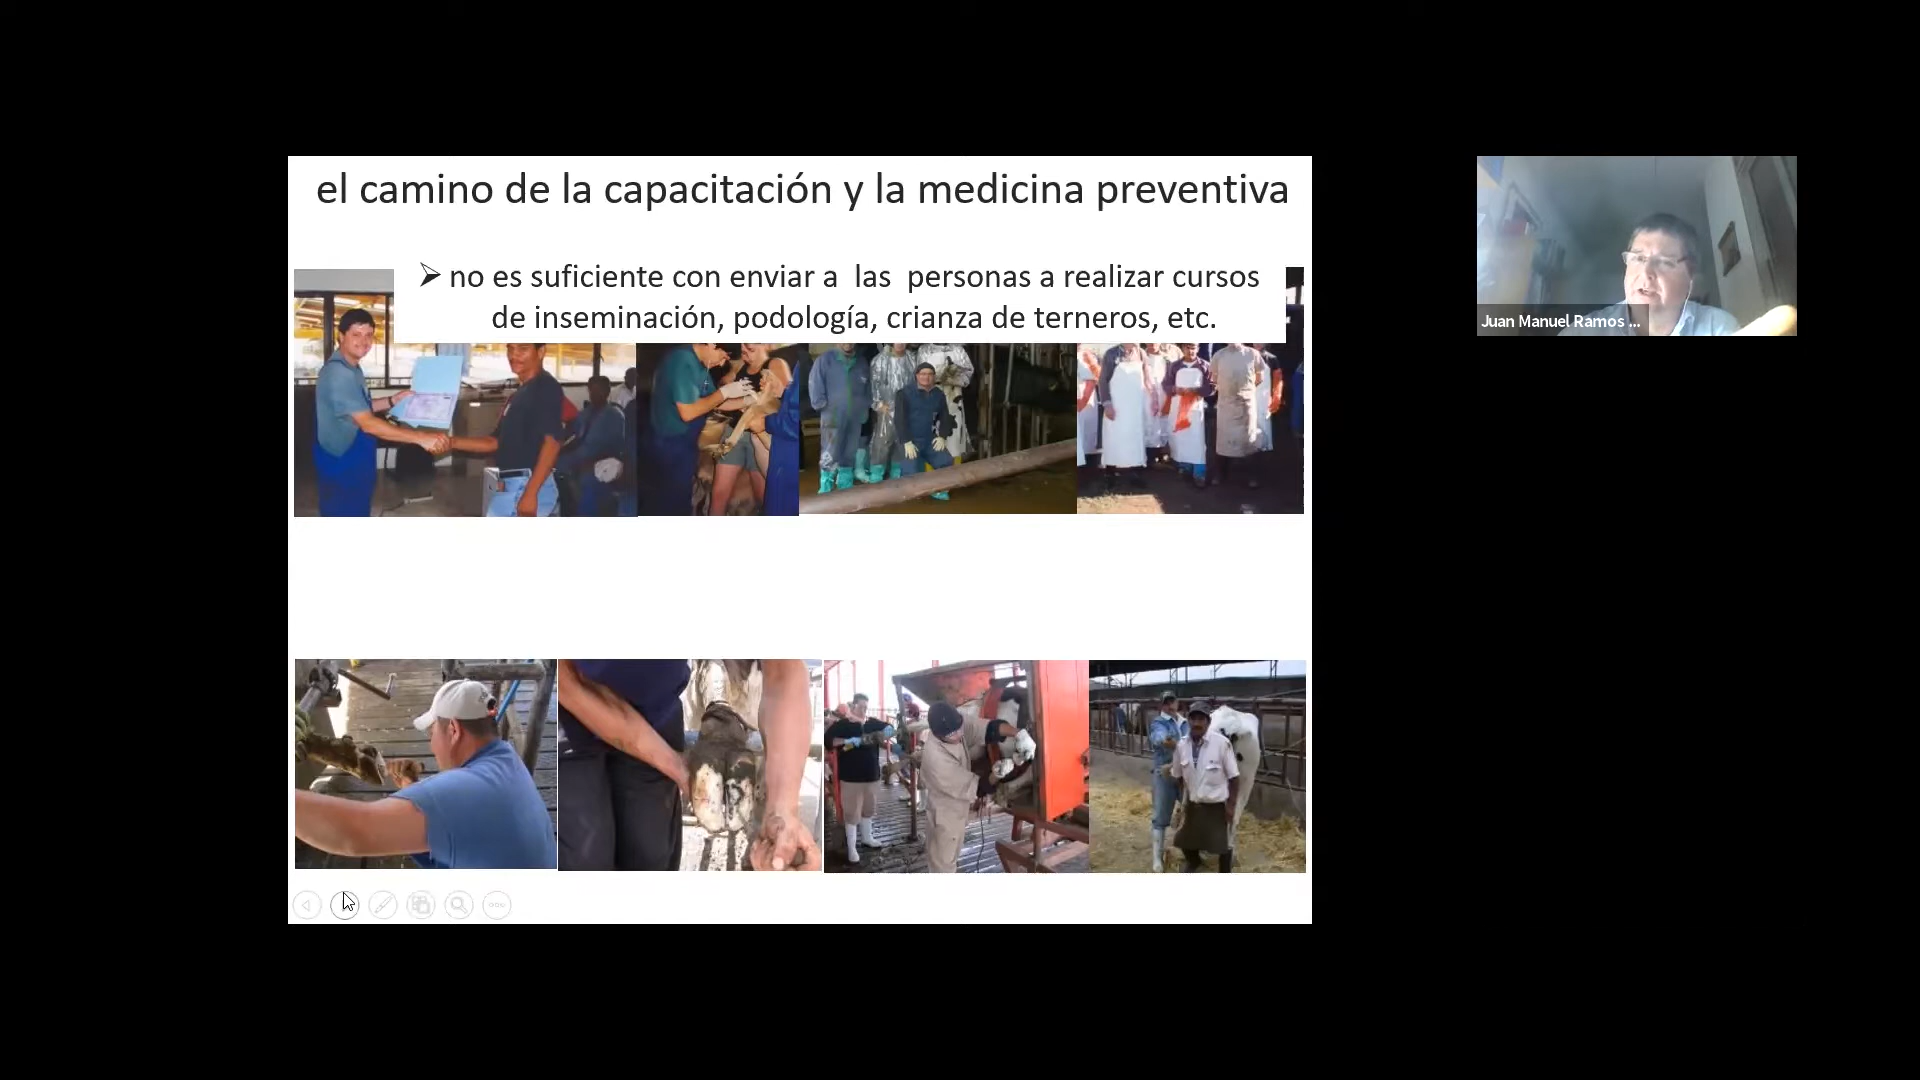 el camino de la capacitación y la medicina preventiva
➢ no es suficiente con enviar a las personas a realizar cursos
de inseminación, podología, crianza de terneros, etc.
Juan Manuel Ramos ...